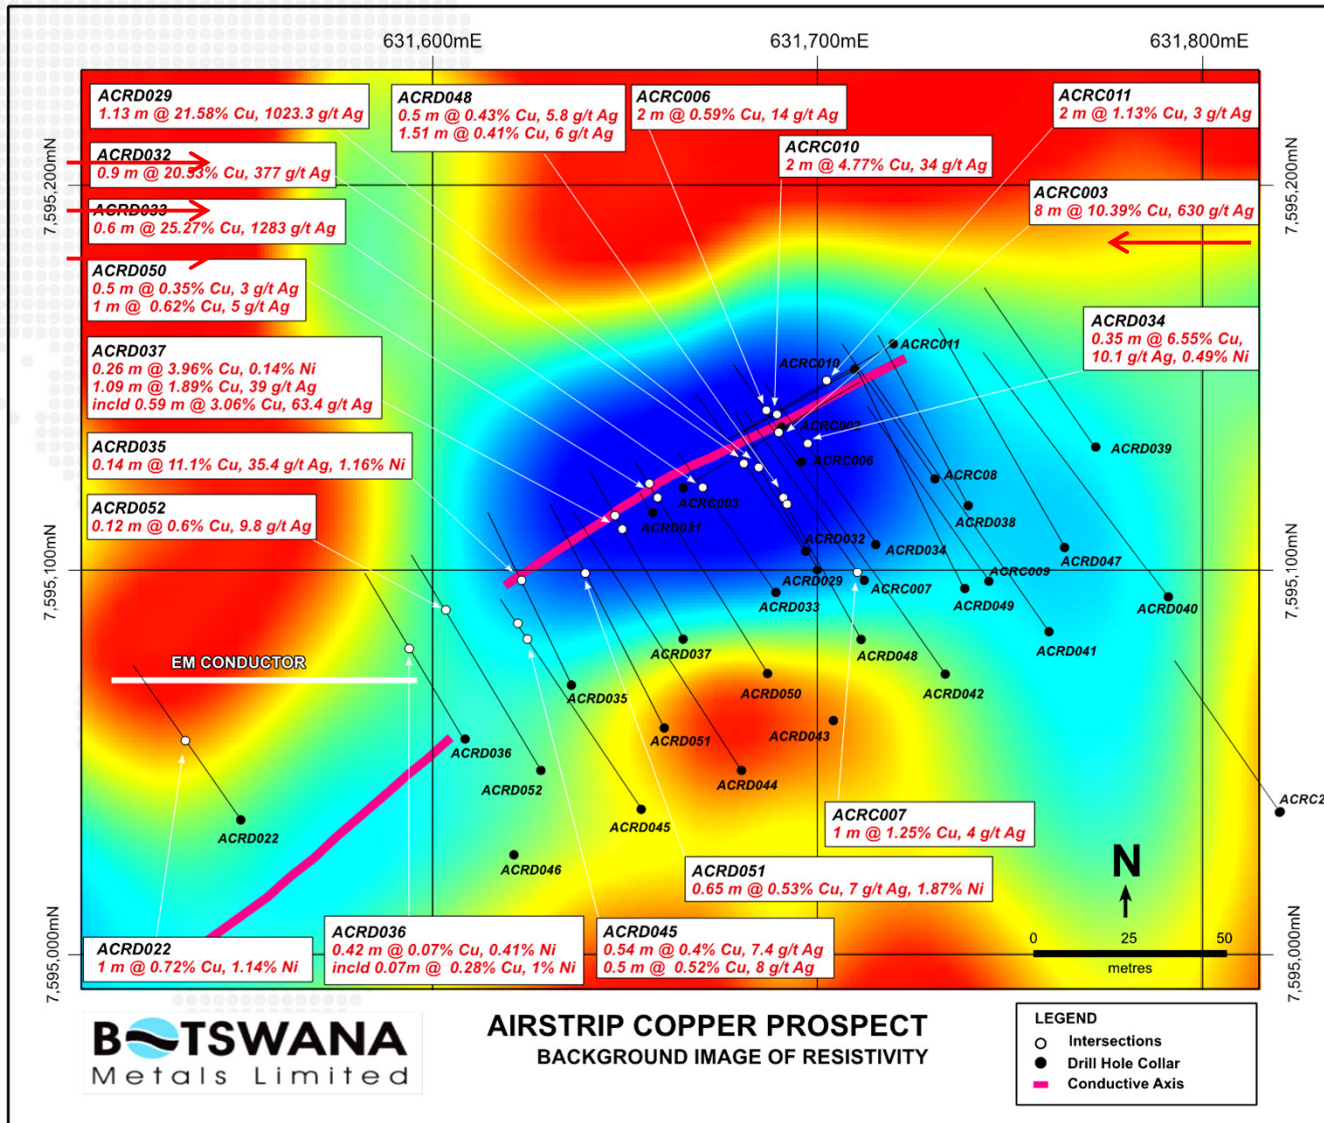 631,600mE
631,700mE
631,800mE
ACRD029
1.13 m @ 21.58% Cu, 1023.3 g/t Ag
ACRD048
0.5 m @ 0.43% Cu, 5.8 g/t Ag
1.51 m @ 0.41% Cu, 6 g/t Ag
ACRC006
2 m @ 0.59% Cu, 14 g/t Ag
ACRC011
2 m @ 1.13% Cu, 3 g/t Ag
ACRD032
0.9 m @ 20.53% Cu, 377 g/t Ag
ACRC010
2 m @ 4.77% Cu, 34 g/t Ag
ACRC003
8 m @ 10.39% Cu, 630 g/t Ag
7,595,200mN
7,595,200mN
ACRD033
0.6 m @ 25.27% Cu, 1283 g/t Ag
ACRD050
0.5 m @ 0.35% Cu, 3 g/t Ag
1 m @ 0.62% Cu, 5 g/t Ag
ACRD034
0.35 m @ 6.55% Cu,
10.1 g/t Ag, 0.49% Ni
ACRD037
0.26 m @ 3.96% Cu, 0.14% Ni
1.09 m @ 1.89% Cu, 39 g/t Ag
incld 0.59 m @ 3.06% Cu, 63.4 g/t Ag
ACRC010
ACRC011
ACRD035
0.14 m @ 11.1% Cu, 35.4 g/t Ag, 1.16% Ni
ACRC002
ACRD039
ACRC006
ACRC08
ACRD052
0.12 m @ 0.6% Cu, 9.8 g/t Ag
ACRC003
ACRD031
ACRD038
ACRD032
ACRD034
ACRD047
7,595,100mN
7,595,100mN
ACRD029
ACRC009
ACRD033
ACRC007
ACRD049
ACRD040
ACRD037
ACRD048
ACRD041
EM CONDUCTOR
ACRD035
ACRD050
ACRD042
ACRD036
ACRD051
ACRD043
ACRD052
ACRD044
ACRC2
ACRD022
ACRD045
ACRC007
1 m @ 1.25% Cu, 4 g/t Ag
ACRD046
ACRD051
0.65 m @ 0.53% Cu, 7 g/t Ag, 1.87% Ni
N
ACRD022
1 m @ 0.72% Cu, 1.14% Ni
ACRD036
0.42 m @ 0.07% Cu, 0.41% Ni
incld 0.07m @ 0.28% Cu, 1% Ni
ACRD045
0.54 m @ 0.4% Cu, 7.4 g/t Ag
0.5 m @ 0.52% Cu, 8 g/t Ag
0 25 50
metres
7,595,000mN
7,595,000mN
BOTSWANA
Metals Limited
AIRSTRIP COPPER PROSPECT
BACKGROUND IMAGE OF RESISTIVITY
LEGEND
Intersections
Drill Hole Collar
Conductive Axis